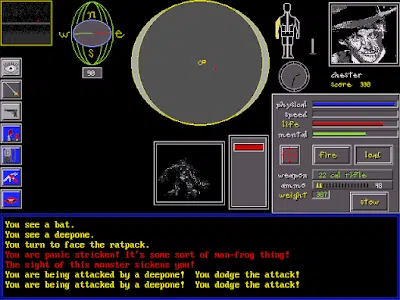 n
w e
s
90
chester
score 390
physical
speed
life
mental
fire load
weapon 22 cal rifle
ammo 98
weight 387
stow
You see a bat.
You see a deepone.
You turn to face the ratpack.
You are panic stricken! It's some sort of man-frog thing!
The sight of this monster sickens you!
You are being attacked by a deepone! You dodge the attack!
You are being attacked by a deepone! You dodge the attack!